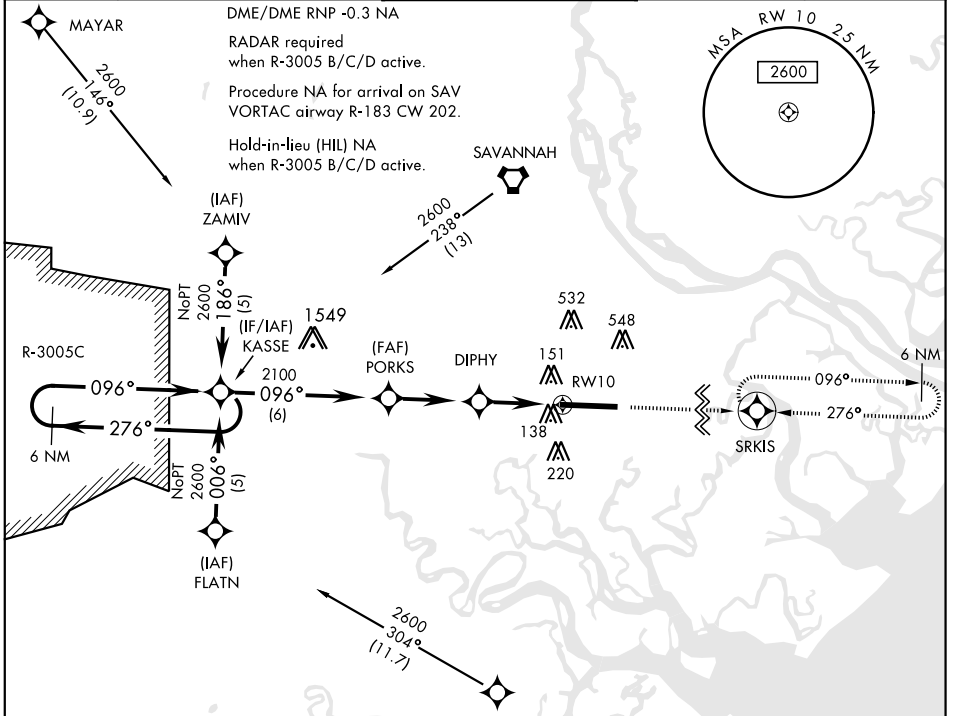 DME/DME RNP -0.3 NA
RADAR required
when R-3005 B/C/D active.
Procedure NA for arrival on SAV
VORTAC airway R-183 CW 202.
Hold-in-lieu (HIL) NA
when R-3005 B/C/D active.
MAYAR
2600
146°
(10.9)
MSA RW 10 25 NM
2600
SAVANNAH
2600
238°
(13)
(IAF)
ZAMIV
NoPT
2600
186°
(5)
(IF/IAF)
KASSE
1549
R-3005C
096°
276°
6 NM
2100
096°
(6)
(FAF)
PORKS
DIPHY
532
548
151
RW10
138
220
6 NM
096°
276°
SRKIS
NoPT
2600
006°
(5)
(IAF)
FLATN
2600
304°
(11.7)